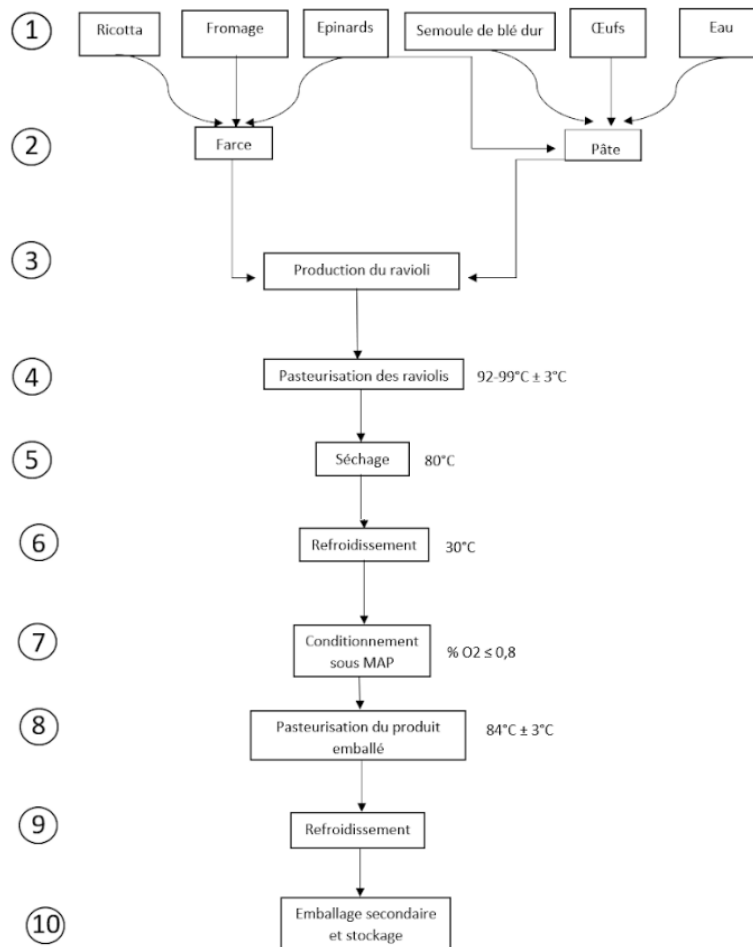 1
Ricotta
Fromage
Epinards
Semoule de blé dur
Œufs
Eau
2
Farce
Pâte
3
Production du ravioli
4
Pasteurisation des raviolis
92-99°C ± 3°C
5
Séchage
80°C
6
Refroidissement
30°C
7
Conditionnement
sous MAP
% O2 ≤ 0,8
8
Pasteurisation du produit
emballé
84°C ± 3°C
9
Refroidissement
10
Emballage secondaire
et stockage